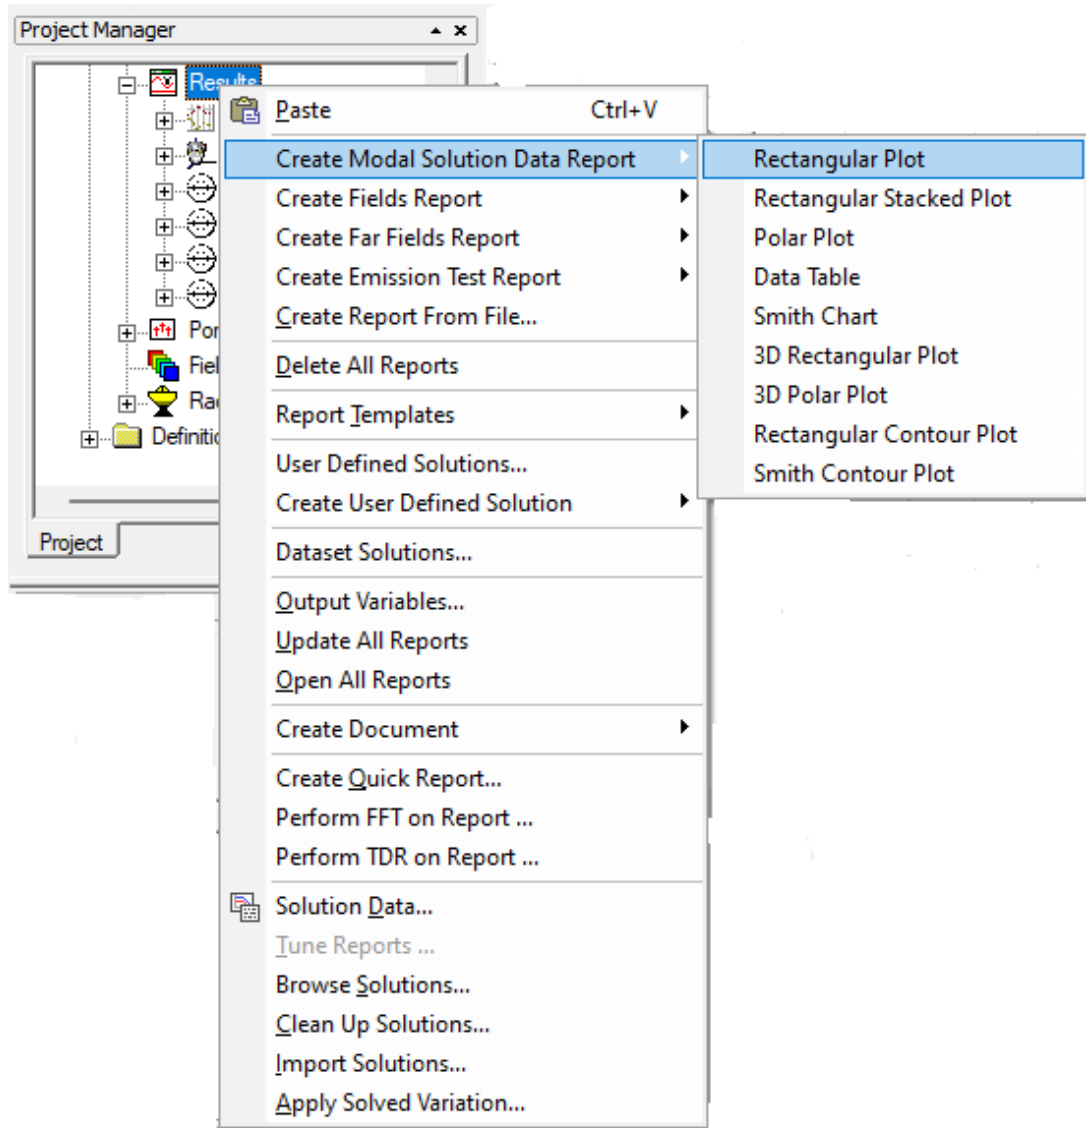 Project Manager
Results
Paste Ctrl+V
Create Modal Solution Data Report
Create Fields Report
Create Far Fields Report
Create Emission Test Report
Create Report From File...
Delete All Reports
Report Templates
User Defined Solutions...
Create User Defined Solution
Dataset Solutions...
Output Variables...
Update All Reports
Open All Reports
Create Document
Create Quick Report...
Perform FFT on Report ...
Perform TDR on Report ...
Solution Data...
Tune Reports ...
Browse Solutions...
Clean Up Solutions...
Import Solutions...
Apply Solved Variation...
Rectangular Plot
Rectangular Stacked Plot
Polar Plot
Data Table
Smith Chart
3D Rectangular Plot
3D Polar Plot
Rectangular Contour Plot
Smith Contour Plot
Por
Fiel
Rad
Definitio
Project